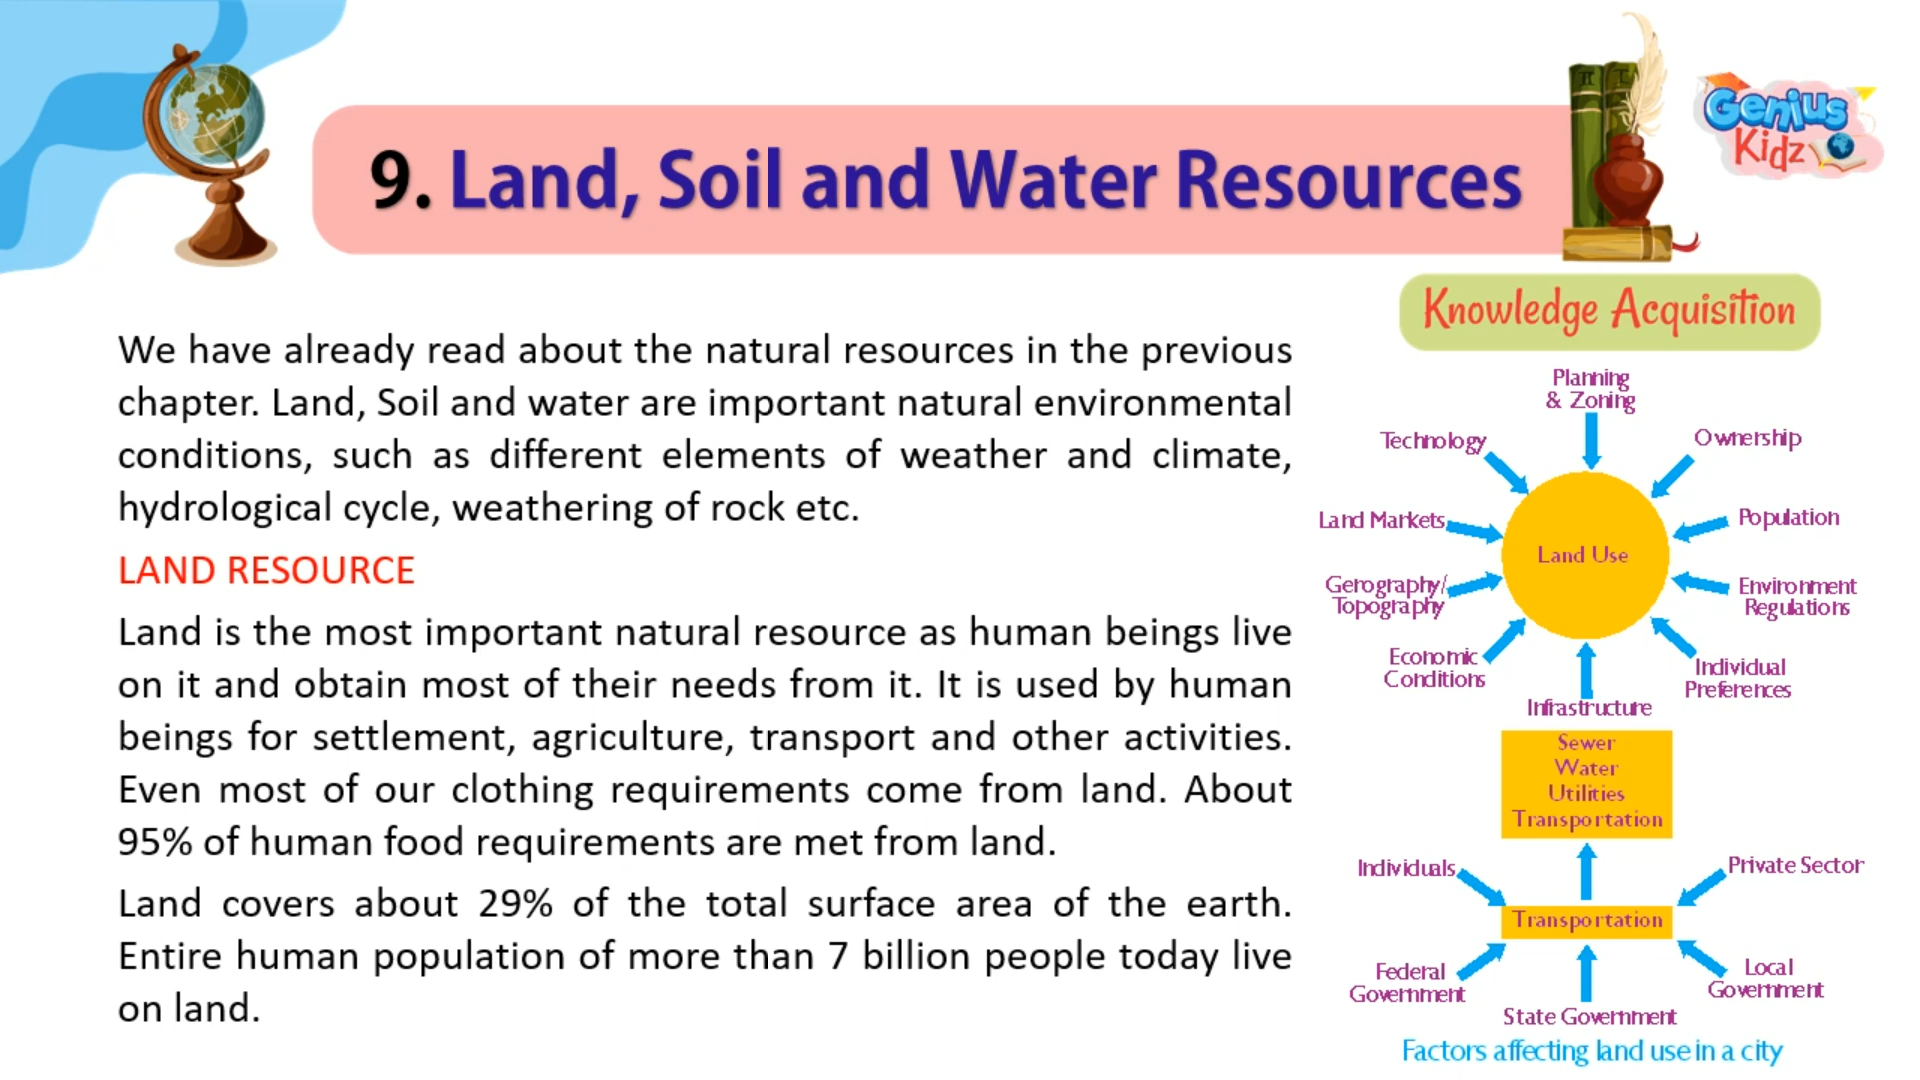 Genius
Kidz
9. Land, Soil and Water Resources
We have already read about the natural resources in the previous
chapter. Land, Soil and water are important natural environmental
conditions, such as different elements of weather and climate,
hydrological cycle, weathering of rock etc.
LAND RESOURCE
Land is the most important natural resource as human beings live
on it and obtain most of their needs from it. It is used by human
beings for settlement, agriculture, transport and other activities.
Even most of our clothing requirements come from land. About
95% of human food requirements are met from land.
Land covers about 29% of the total surface area of the earth.
Entire human population of more than 7 billion people today live
on land.
Knowledge Acquisition
Planning
& Zoning
Technology
Ownership
Land Markets
Population
Land Use
Gerography/
Topography
Environment
Regulations
Economic
Conditions
Individual
Preferences
Infrastructure
Sewer
Water
Utilities
Transportation
Individuals
Private Sector
Transportation
Federal
Government
Local
Government
State Government
Factors affecting land use in a city